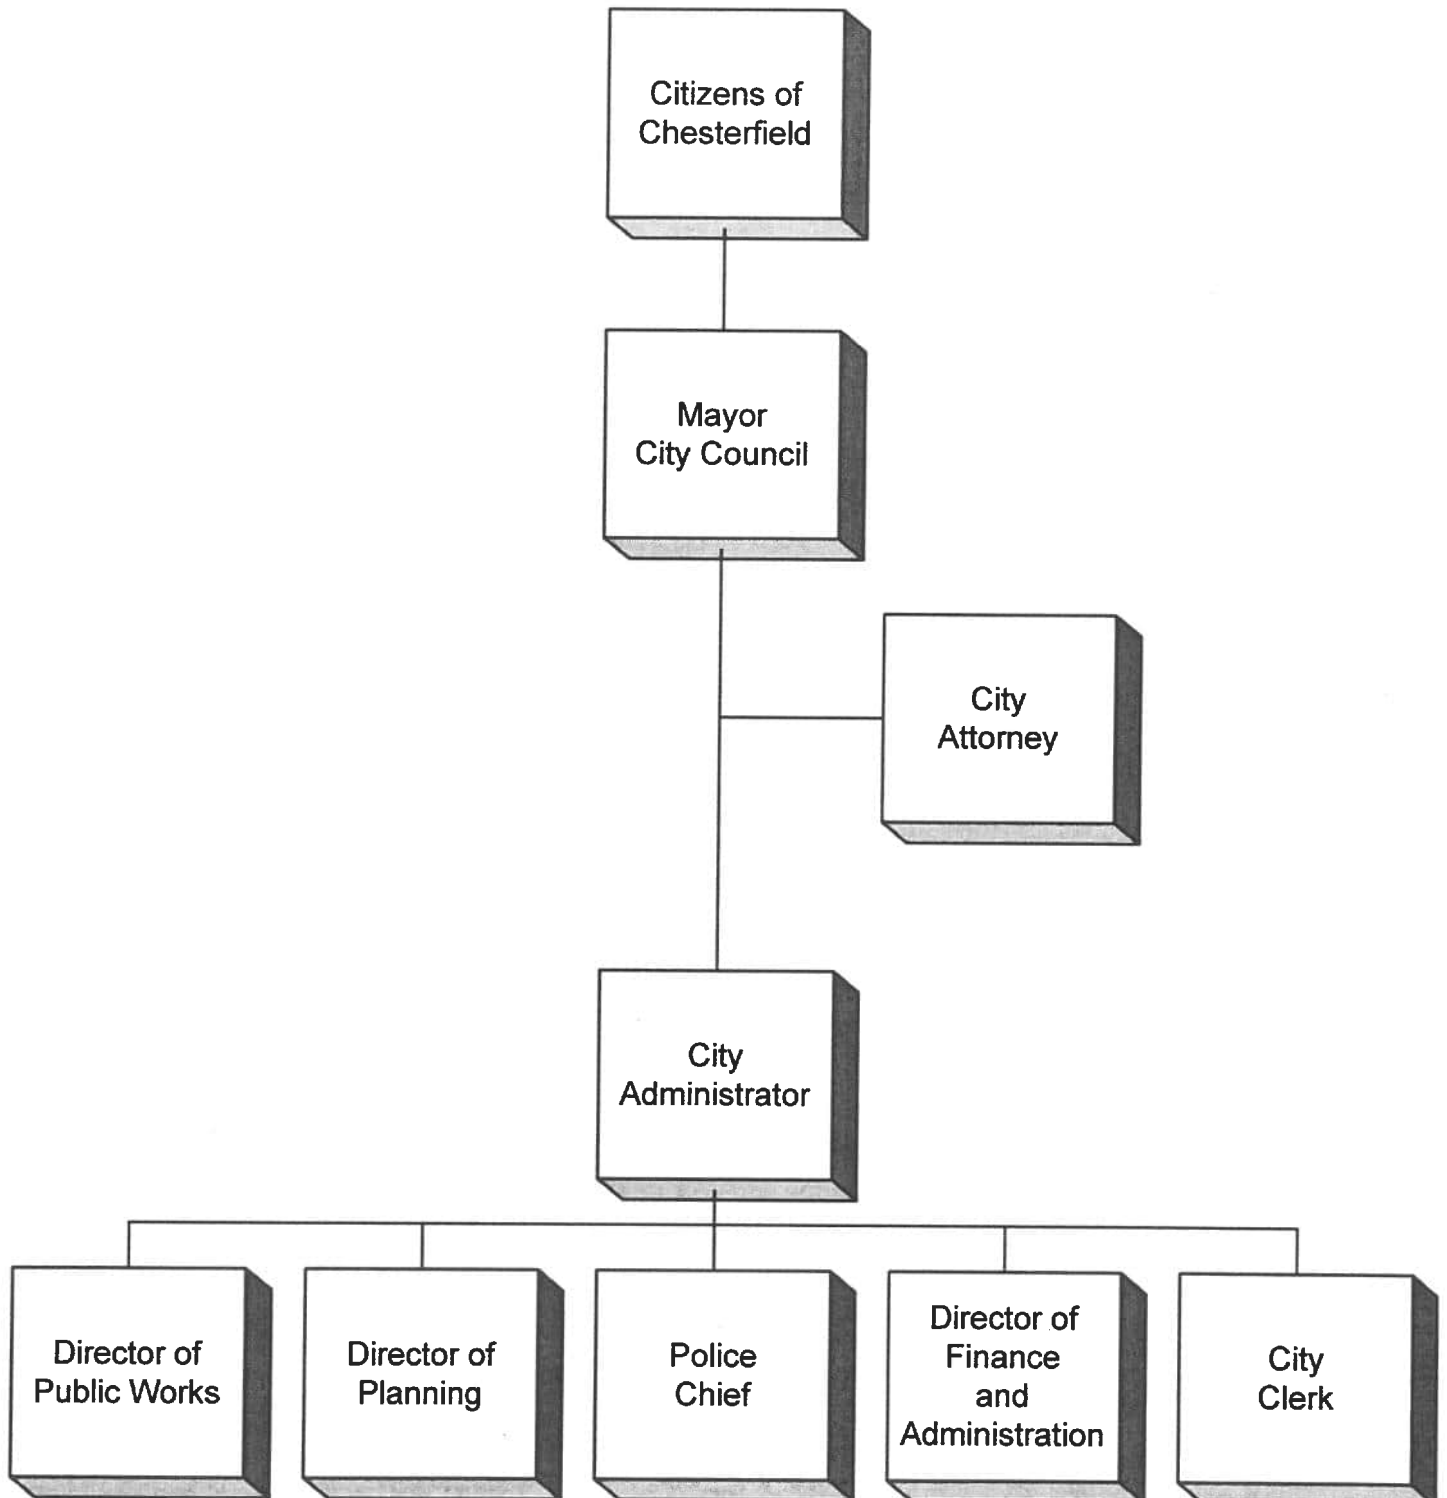 Citizens of
Chesterfield
Mayor
City Council
City
Attorney
City
Administrator
Director of
Public Works
Director of
Planning
Police
Chief
Director of
Finance
and
Administration
City
Clerk